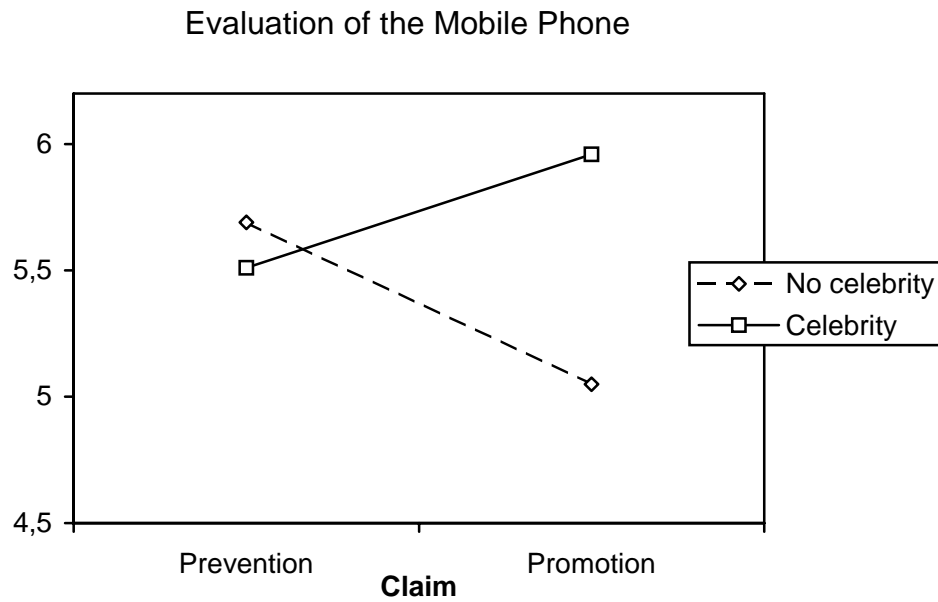 Evaluation of the Mobile Phone
6
5,5
5
4,5
Prevention
Promotion
Claim
No celebrity
Celebrity